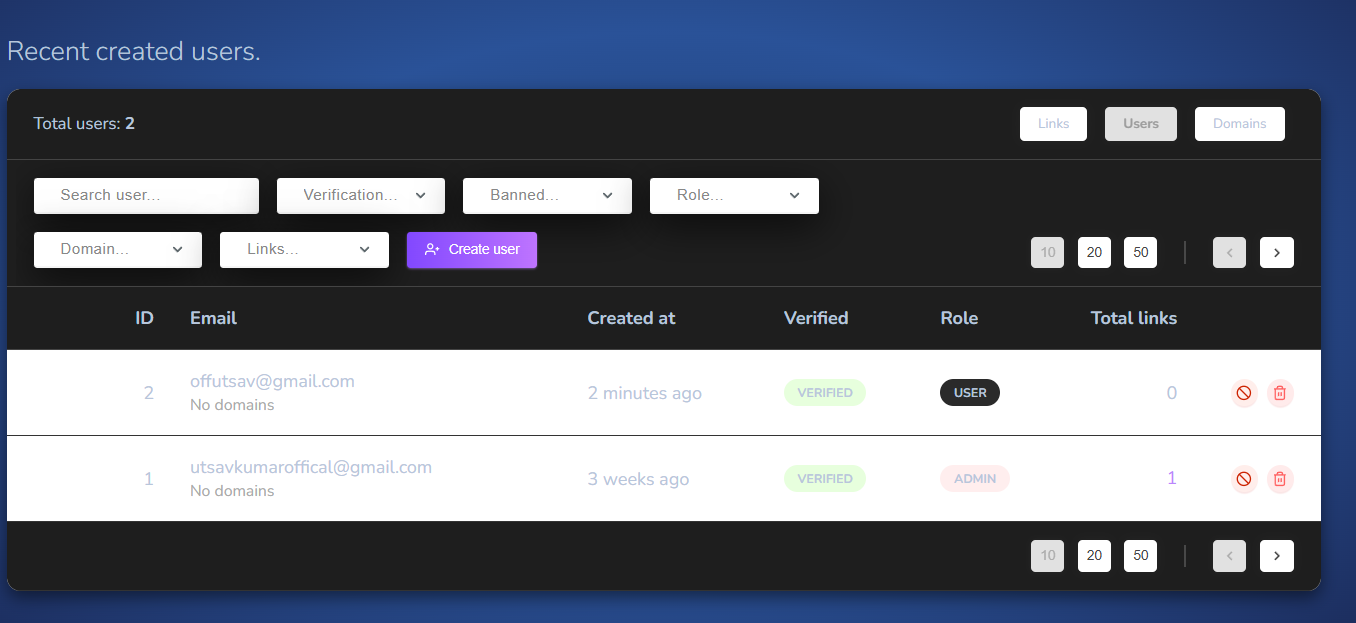 Recent created users.
Total users: 2
Links Users Domains
Search user... Verification... Banned... Role...
Domain... Links... Create user 10 20 50
ID Email Created at Verified Role Total links
2 offutsav@gmail.com 2 minutes ago VERIFIED USER 0
No domains
1 utsavkumaroffical@gmail.com 3 weeks ago VERIFIED ADMIN 1
No domains
10 20 50